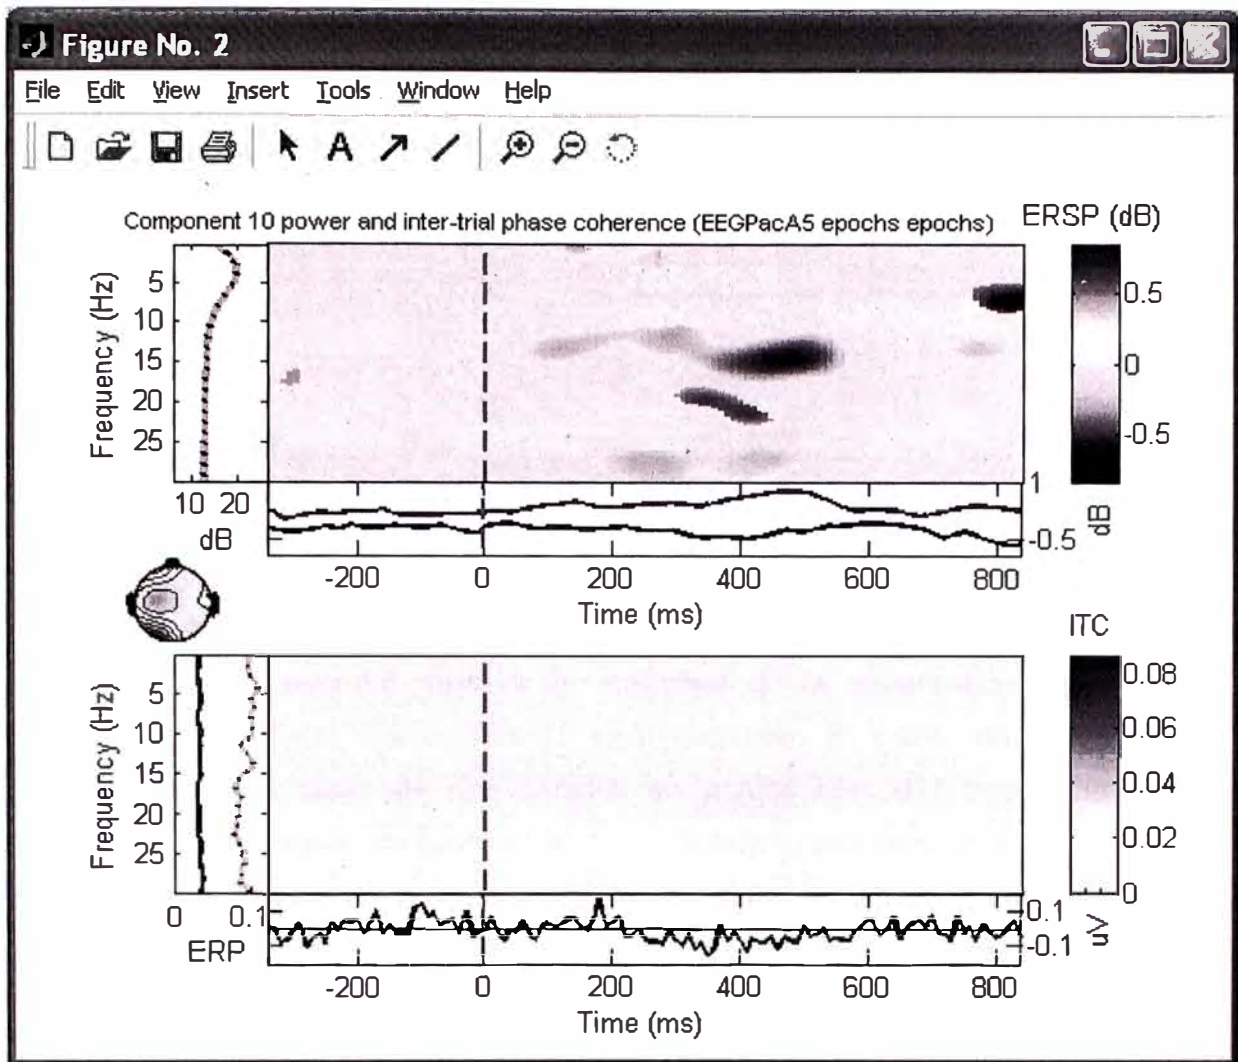 Figure No. 2
File Edit View Insert Tools Window Help
A
Component 10 power and inter-trial phase coherence (EEGPacA5 epochs epochs)
ERSP (dB)
Frequency (Hz)
5
10
15
20
25
0.5
0
-0.5
10 20
dB
1
-0.5
dB
-200 0 200 400 600 800
Time (ms)
ITC
Frequency (Hz)
5
10
15
20
25
0.08
0.06
0.04
0.02
0
0 0.1
ERP
0.1
-0.1
uV
-200 0 200 400 600 800
Time (ms)